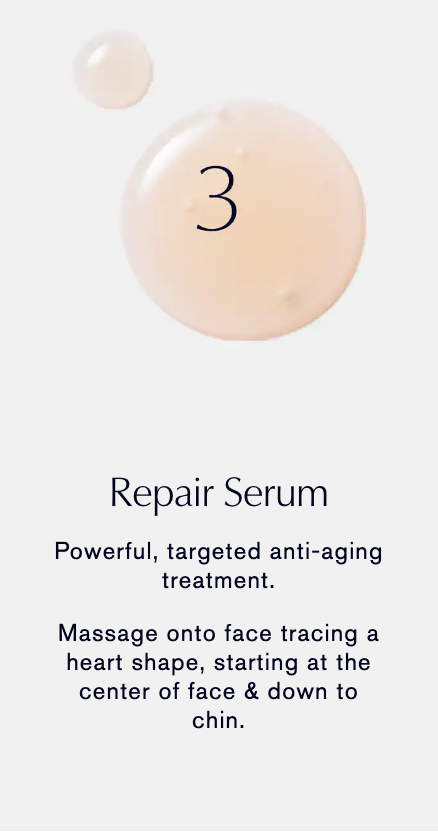 3
Repair Serum
Powerful, targeted anti-aging
treatment.
Massage onto face tracing a
heart shape, starting at the
center of face & down to
chin.